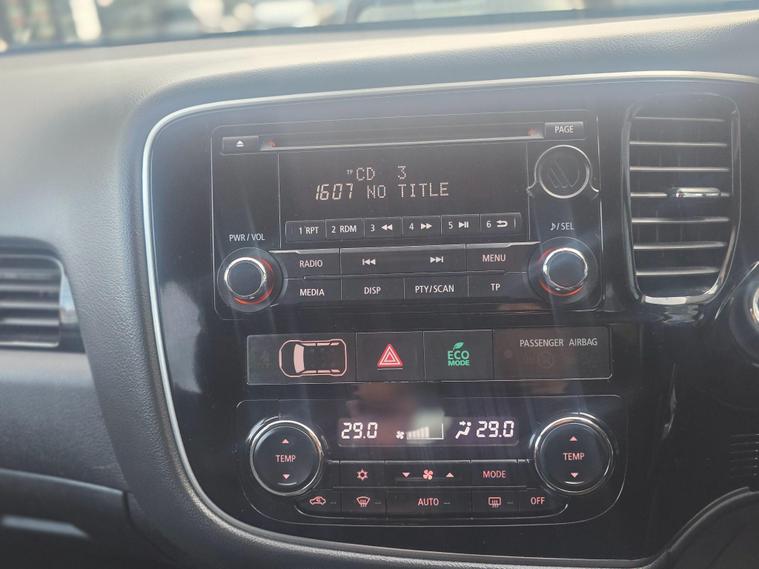 PAGE
TP CD 3
1607 NO TITLE
1 RPT 2 RDM 3 4 5 6
PWR / VOL
/ SEL
RADIO MENU
MEDIA DISP PTY/SCAN TP
ECO
MODE
PASSENGER AIRBAG
29.0 29.0
TEMP TEMP
MODE
AUTO OFF